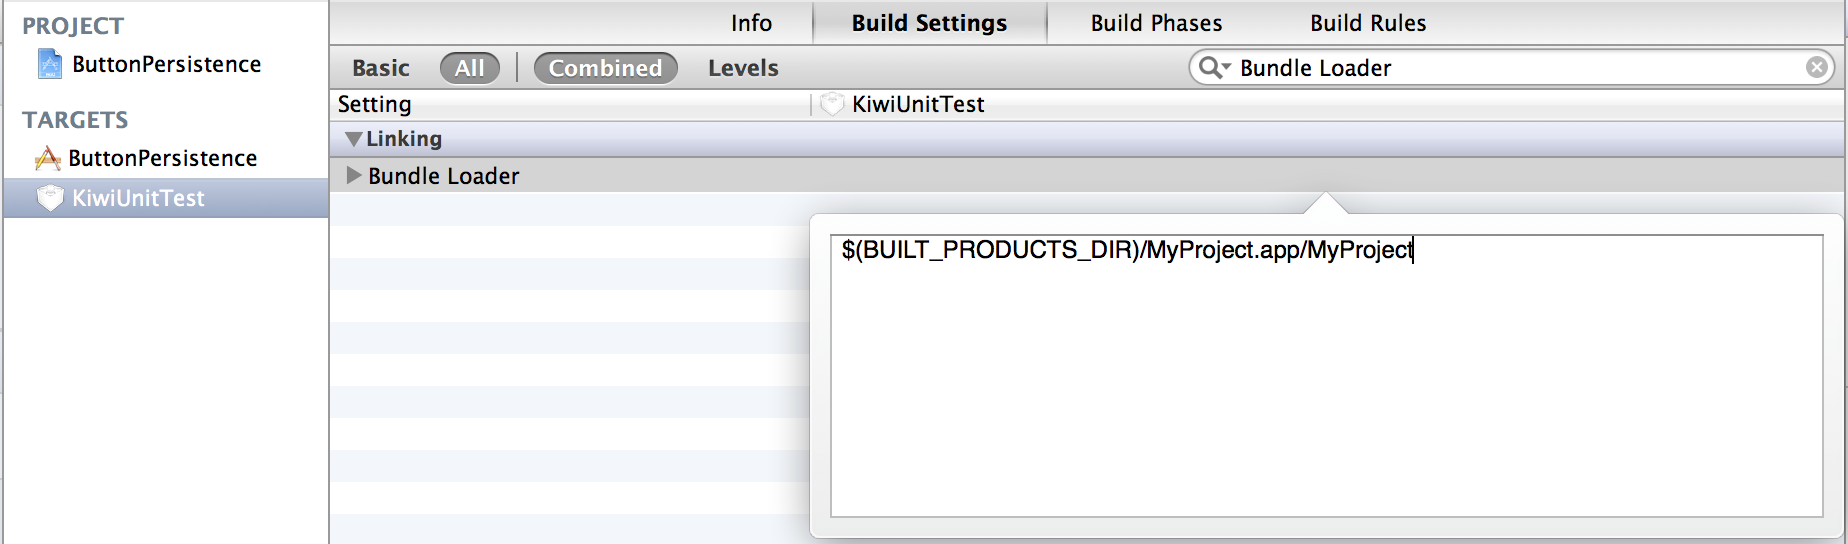 PROJECT
ButtonPersistence
TARGETS
ButtonPersistence
KiwiUnitTest
Info Build Settings Build Phases Build Rules
Basic All Combined Levels Bundle Loader
Setting KiwiUnitTest
Linking
Bundle Loader
$(BUILT_PRODUCTS_DIR)/MyProject.app/MyProject